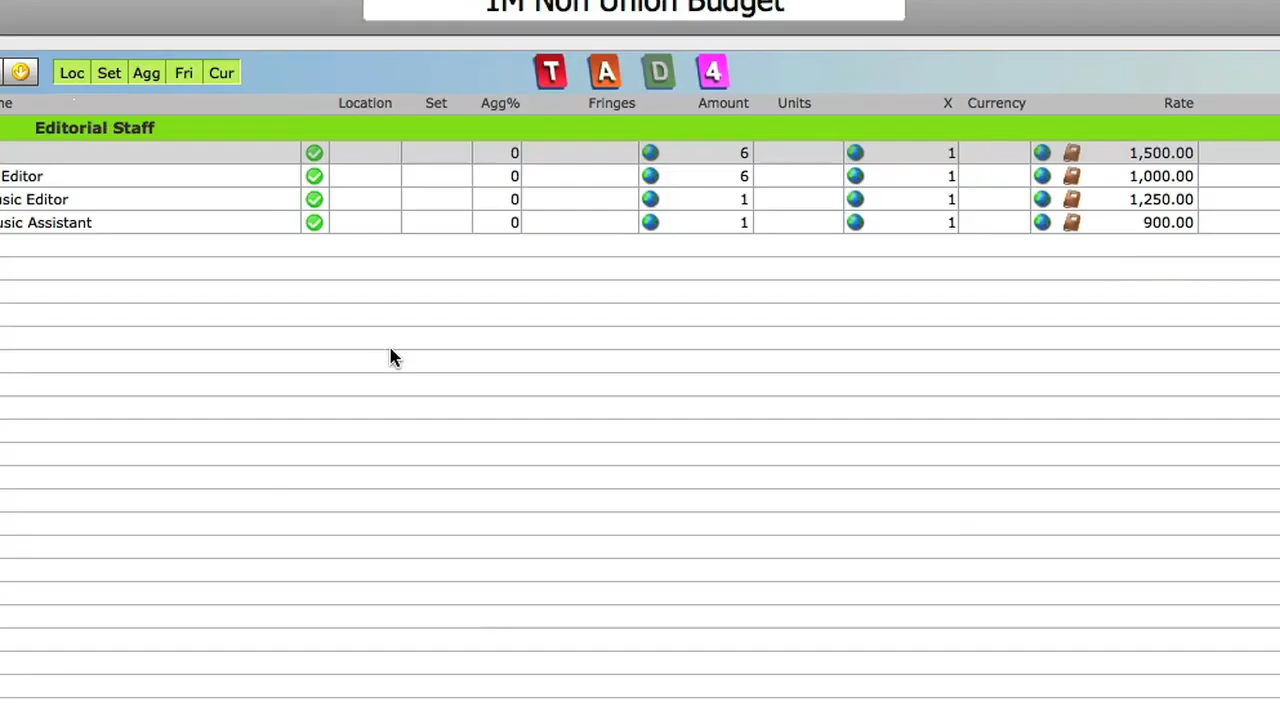 1M Non Union Budget
Loc Set Agg Fri Cur T A D 4
ne Location Set Agg% Fringes Amount Units X Currency Rate
Editorial Staff
0 6 1 1,500.00
Editor 0 6 1 1,000.00
usic Editor 0 1 1 1,250.00
usic Assistant 0 1 1 900.00